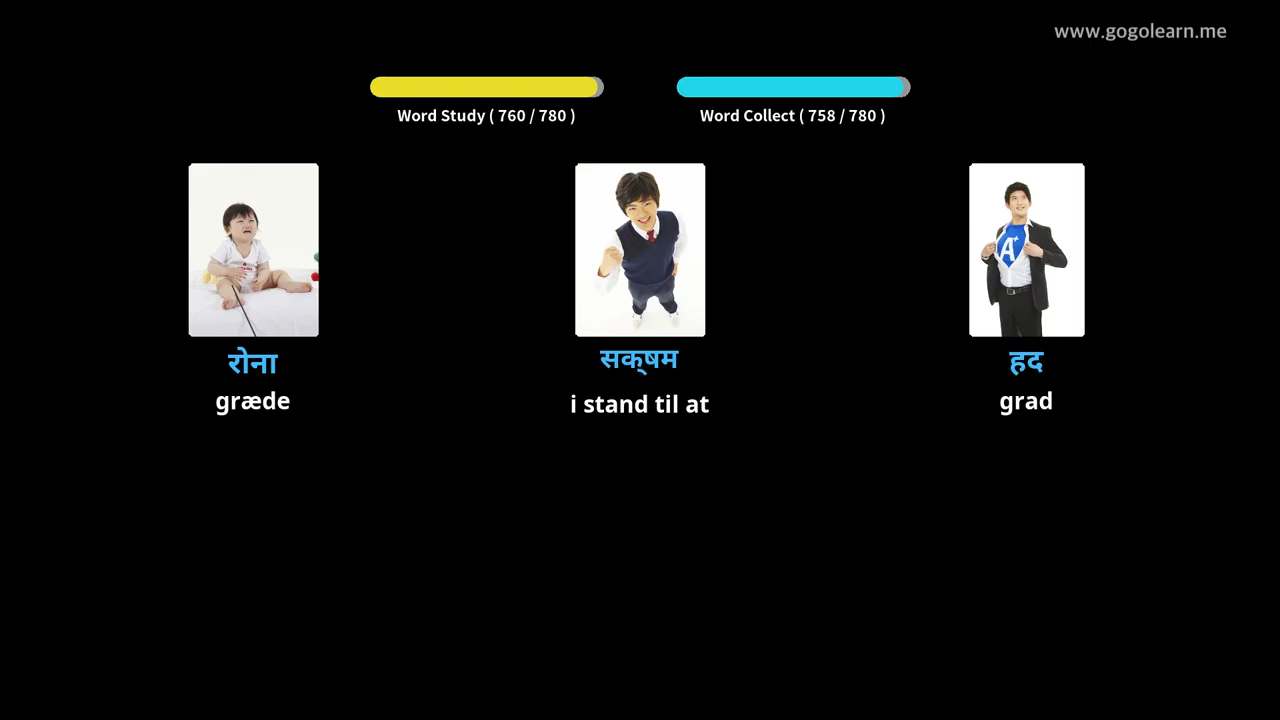 www.gogolearn.me
Word Study ( 760 / 780 )
Word Collect ( 758 / 780 )
A+
रोना
सक्षम
हद
græde
i stand til at
grad